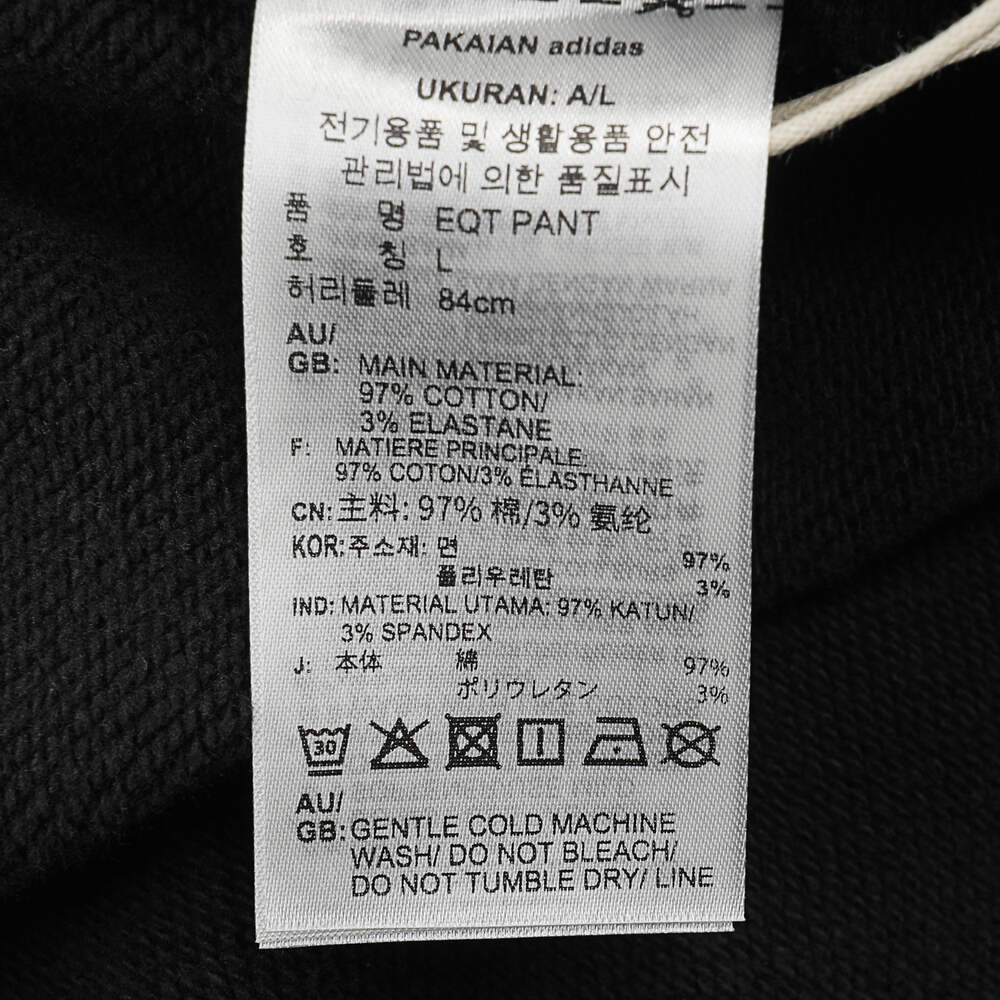 PAKAIAN adidas
UKURAN: A/L
전기용품 및 생활용품 안전
관리법에 의한 품질표시
품 명 EQT PANT
호 칭 L
허리둘레 84cm
AU/
GB: MAIN MATERIAL:
97% COTTON/
3% ELASTANE
F: MATIERE PRINCIPALE:
97% COTON/3% ÉLASTHANNE
CN: 主料: 97% 棉/3% 氨纶
KOR: 주소재: 면 97%
폴리우레탄 3%
IND: MATERIAL UTAMA: 97% KATUN/
3% SPANDEX
J: 本体 綿 97%
ポリウレタン 3%
30
AU/
GB: GENTLE COLD MACHINE
WASH/ DO NOT BLEACH/
DO NOT TUMBLE DRY/ LINE